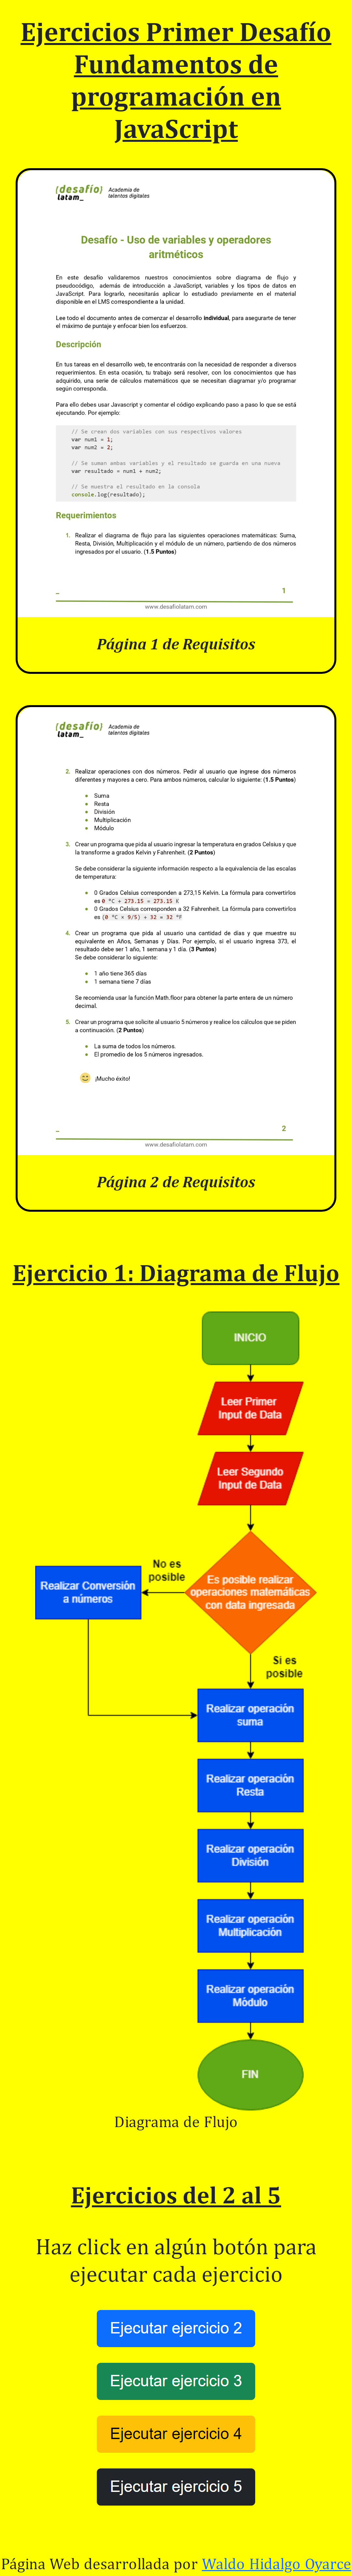 Ejercicios Primer Desafío
Fundamentos de
programación en
JavaScript
{desafío}
latam_
Academia de
talentos digitales
Desafío - Uso de variables y operadores
aritméticos
En este desafío validaremos nuestros conocimientos sobre diagrama de flujo y
pseudocódigo, además de introducción a JavaScript, variables y los tipos de datos en
JavaScript. Para lograrlo, necesitarás aplicar lo estudiado previamente en el material
disponible en el LMS correspondiente a la unidad.
Lee todo el documento antes de comenzar el desarrollo individual, para asegurarte de tener
el máximo de puntaje y enfocar bien los esfuerzos.
Descripción
En tus tareas en el desarrollo web, te encontrarás con la necesidad de responder a diversos
requerimientos. En esta ocasión, tu trabajo será resolver, con los conocimientos que has
adquirido, una serie de cálculos matemáticos que se necesitan diagramar y/o programar
según corresponda.
Para ello debes usar Javascript y comentar el código explicando paso a paso lo que se está
ejecutando. Por ejemplo:
// Se crean dos variables con sus respectivos valores
var num1 = 1;
var num2 = 2;
// Se suman ambas variables y el resultado se guarda en una nueva
var resultado = num1 + num2;
// Se muestra el resultado en la consola
console.log(resultado);
Requerimientos
1. Realizar el diagrama de flujo para las siguientes operaciones matemáticas: Suma,
Resta, División, Multiplicación y el módulo de un número, partiendo de dos números
ingresados por el usuario. (1.5 Puntos)
_
1
www.desafiolatam.com
Página 1 de Requisitos
{desafío}
latam_
Academia de
talentos digitales
2. Realizar operaciones con dos números. Pedir al usuario que ingrese dos números
diferentes y mayores a cero. Para ambos números, calcular lo siguiente: (1.5 Puntos)
● Suma
● Resta
● División
● Multiplicación
● Módulo
3. Crear un programa que pida al usuario ingresar la temperatura en grados Celsius y que
la transforme a grados Kelvin y Fahrenheit. (2 Puntos)
Se debe considerar la siguiente información respecto a la equivalencia de las escalas
de temperatura:
● 0 Grados Celsius corresponden a 273,15 Kelvin. La fórmula para convertirlos
es 0 °C + 273.15 = 273.15 K
● 0 Grados Celsius corresponden a 32 Fahrenheit. La fórmula para convertirlos
es (0 °C × 9/5) + 32 = 32 °F
4. Crear un programa que pida al usuario una cantidad de días y que muestre su
equivalente en Años, Semanas y Días. Por ejemplo, si el usuario ingresa 373, el
resultado debe ser 1 año, 1 semana y 1 día. (3 Puntos)
Se debe considerar lo siguiente:
● 1 año tiene 365 días
● 1 semana tiene 7 días
Se recomienda usar la función Math.floor para obtener la parte entera de un número
decimal.
5. Crear un programa que solicite al usuario 5 números y realice los cálculos que se piden
a continuación. (2 Puntos)
● La suma de todos los números.
● El promedio de los 5 números ingresados.
😊 ¡Mucho éxito!
_
2
www.desafiolatam.com
Página 2 de Requisitos
Ejercicio 1: Diagrama de Flujo
INICIO
Leer Primer
Input de Data
Leer Segundo
Input de Data
Es posible realizar
operaciones matemáticas
con data ingresada
No es
posible
Realizar Conversión
a números
Si es
posible
Realizar operación
suma
Realizar operación
Resta
Realizar operación
División
Realizar operación
Multiplicación
Realizar operación
Módulo
FIN
Diagrama de Flujo
Ejercicios del 2 al 5
Haz click en algún botón para
ejecutar cada ejercicio
Ejecutar ejercicio 2
Ejecutar ejercicio 3
Ejecutar ejercicio 4
Ejecutar ejercicio 5
Página Web desarrollada por Waldo Hidalgo Oyarce